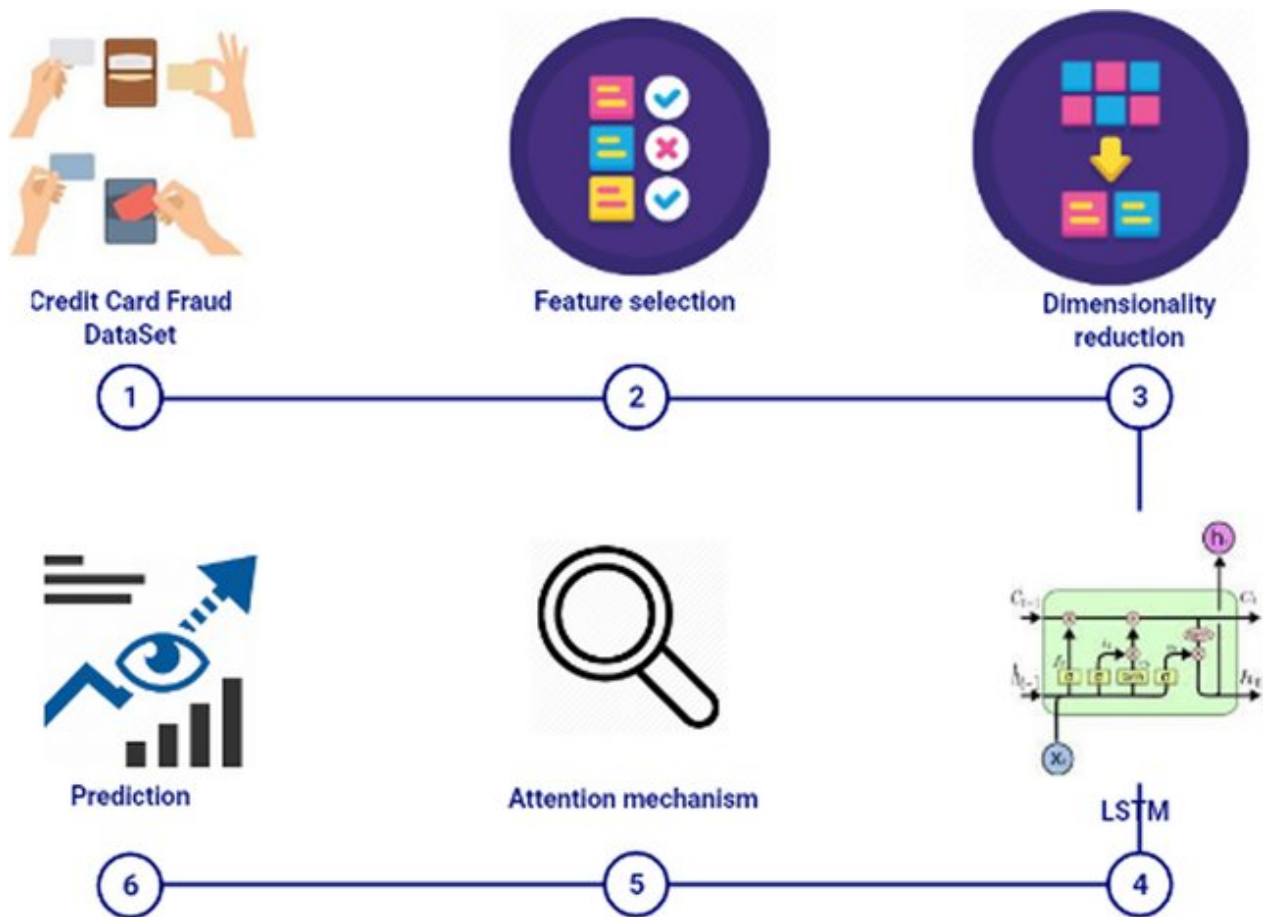 Credit Card Fraud
DataSet
Feature selection
Dimensionality
reduction
1
2
3
h
C
X
LSTM
Attention mechanism
Prediction
6
5
4